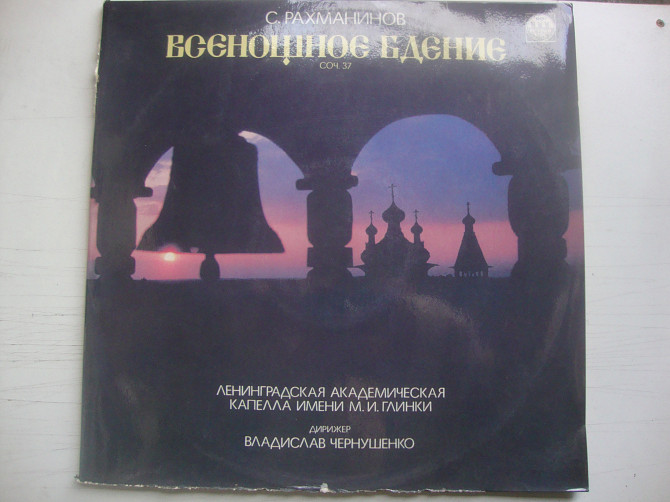 С. РАХМАНИНОВ
ВСЕНОЩНОЕ БДЕНИЕ
СОЧ. 37
ЛЕНИНГРАДСКАЯ АКАДЕМИЧЕСКАЯ
КАПЕЛЛА ИМЕНИ М. И. ГЛИНКИ
ДИРИЖЕР
ВЛАДИСЛАВ ЧЕРНУШЕНКО